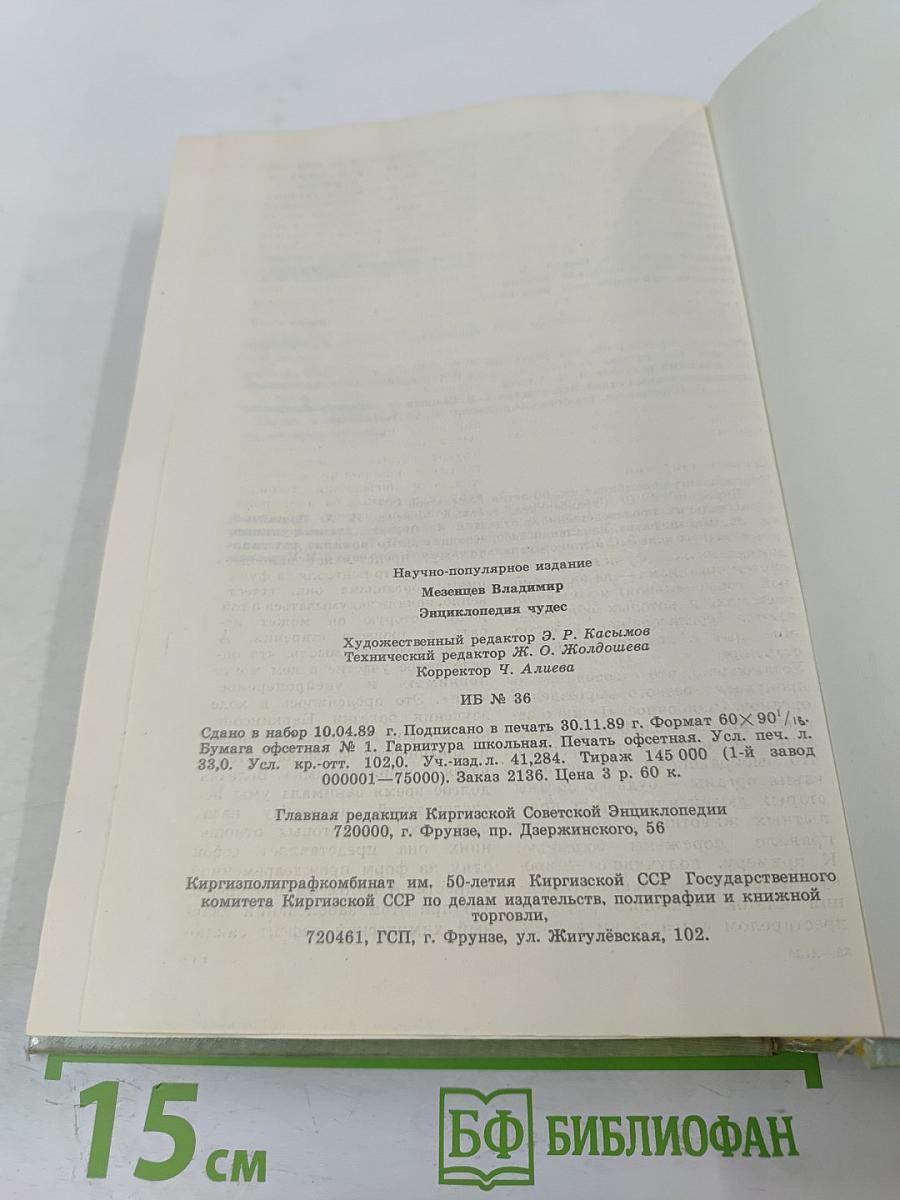 Научно-популярное издание
Мезенцев Владимир
Энциклопедия чудес
Художественный редактор Э. Р. Касымов
Технический редактор Ж. О. Жолдошева
Корректор Ч. Алиева
ИБ № 36
Сдано в набор 10.04.89 г. Подписано в печать 30.11.89 г. Формат 60×90¹/₁₆.
Бумага офсетная № 1. Гарнитура школьная. Печать офсетная. Усл. печ. л.
33,0. Усл. кр.-отт. 102,0. Уч.-изд. л. 41,284. Тираж 145 000 (1-й завод
000001—75000). Заказ 2136. Цена 3 р. 60 к.
Главная редакция Киргизской Советской Энциклопедии
720000, г. Фрунзе, пр. Дзержинского, 56
Киргизполиграфкомбинат им. 50-летия Киргизской ССР Государственного
комитета Киргизской ССР по делам издательств, полиграфии и книжной
торговли,
720461, ГСП, г. Фрунзе, ул. Жигулёвская, 102.
15 см
БФ БИБЛИОФАН